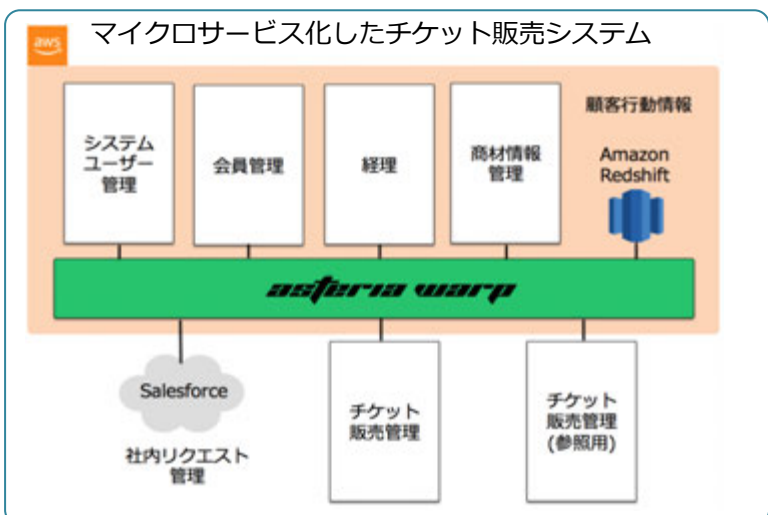 aws
マイクロサービス化したチケット販売システム
システム
ユーザー
管理
会員管理
経理
商材情報
管理
顧客行動情報
Amazon
Redshift
asteria warp
Salesforce
社内リクエスト
管理
チケット
販売管理
チケット
販売管理
(参照用)